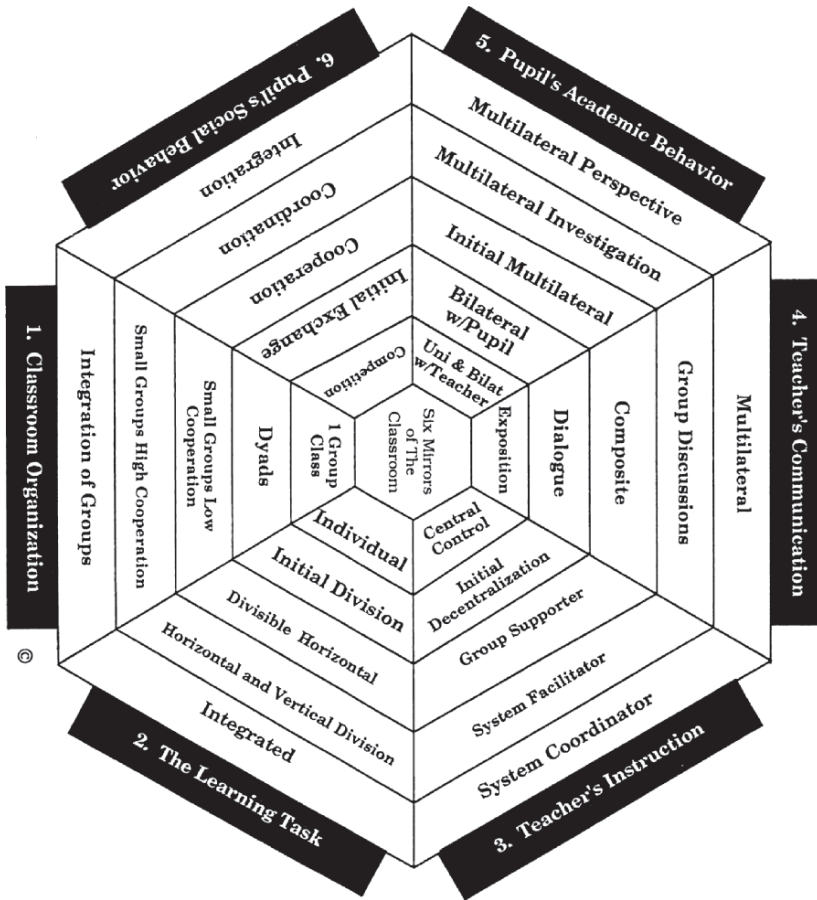 Six Mirrors
of The
Classroom
1. Classroom Organization
1 Group
Class
Dyads
Small Groups Low
Cooperation
Small Groups High Cooperation
Integration of Groups
2. The Learning Task
Individual
Initial Division
Divisible Horizontal
Horizontal and Vertical Division
Integrated
3. Teacher's Instruction
Central
Control
Initial
Decentralization
Group Supporter
System Facilitator
System Coordinator
4. Teacher's Communication
Exposition
Dialogue
Composite
Group Discussions
Multilateral
5. Pupil's Academic Behavior
Uni & Bilat
w/Teacher
Bilateral
w/Pupil
Initial Multilateral
Multilateral Investigation
Multilateral Perspective
6. Pupil's Social Behavior
Competition
Initial Exchange
Cooperation
Coordination
Integration
©